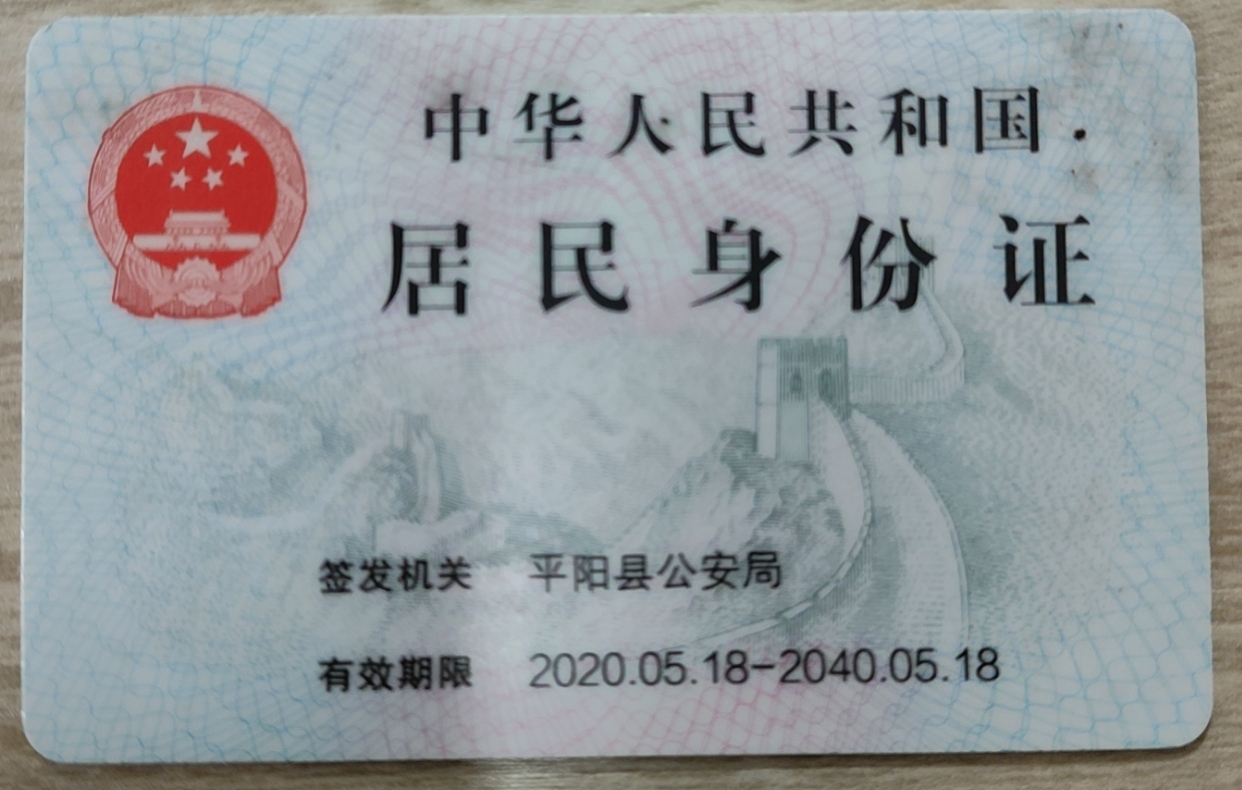 中华人民共和国
居民身份证
签发机关 平阳县公安局
有效期限 2020.05.18-2040.05.18